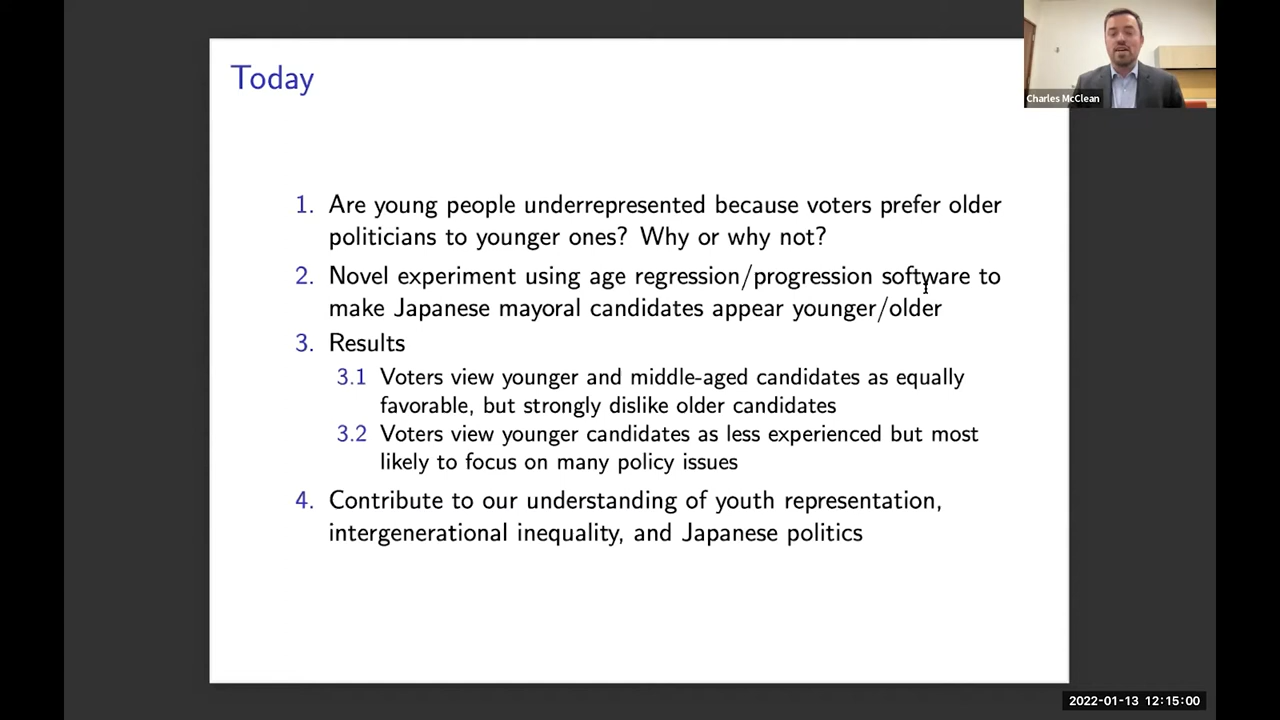 Today
Charles McClean
1. Are young people underrepresented because voters prefer older
politicians to younger ones? Why or why not?
2. Novel experiment using age regression/progression software to
make Japanese mayoral candidates appear younger/older
3. Results
3.1 Voters view younger and middle-aged candidates as equally
favorable, but strongly dislike older candidates
3.2 Voters view younger candidates as less experienced but most
likely to focus on many policy issues
4. Contribute to our understanding of youth representation,
intergenerational inequality, and Japanese politics
2022-01-13 12:15:00